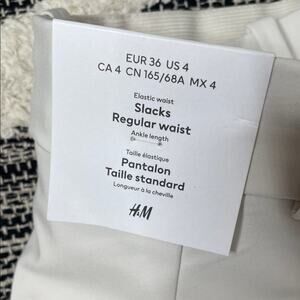 EUR 36 US 4
CA 4 CN 165/68A MX 4
Elastic waist
Slacks
Regular waist
Ankle length
Taille élastique
Pantalon
Taille standard
Longueur à la cheville
H&M